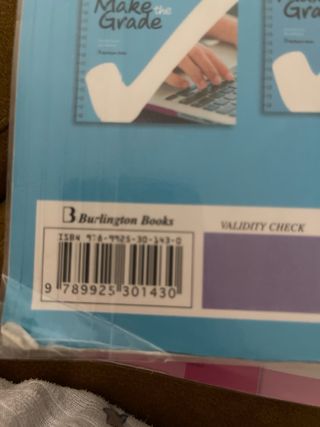 Make the
Grade
Gra
B Burlington Books
VALIDITY CHECK
ISBN 978-9925-30-143-0
9 789925 301430